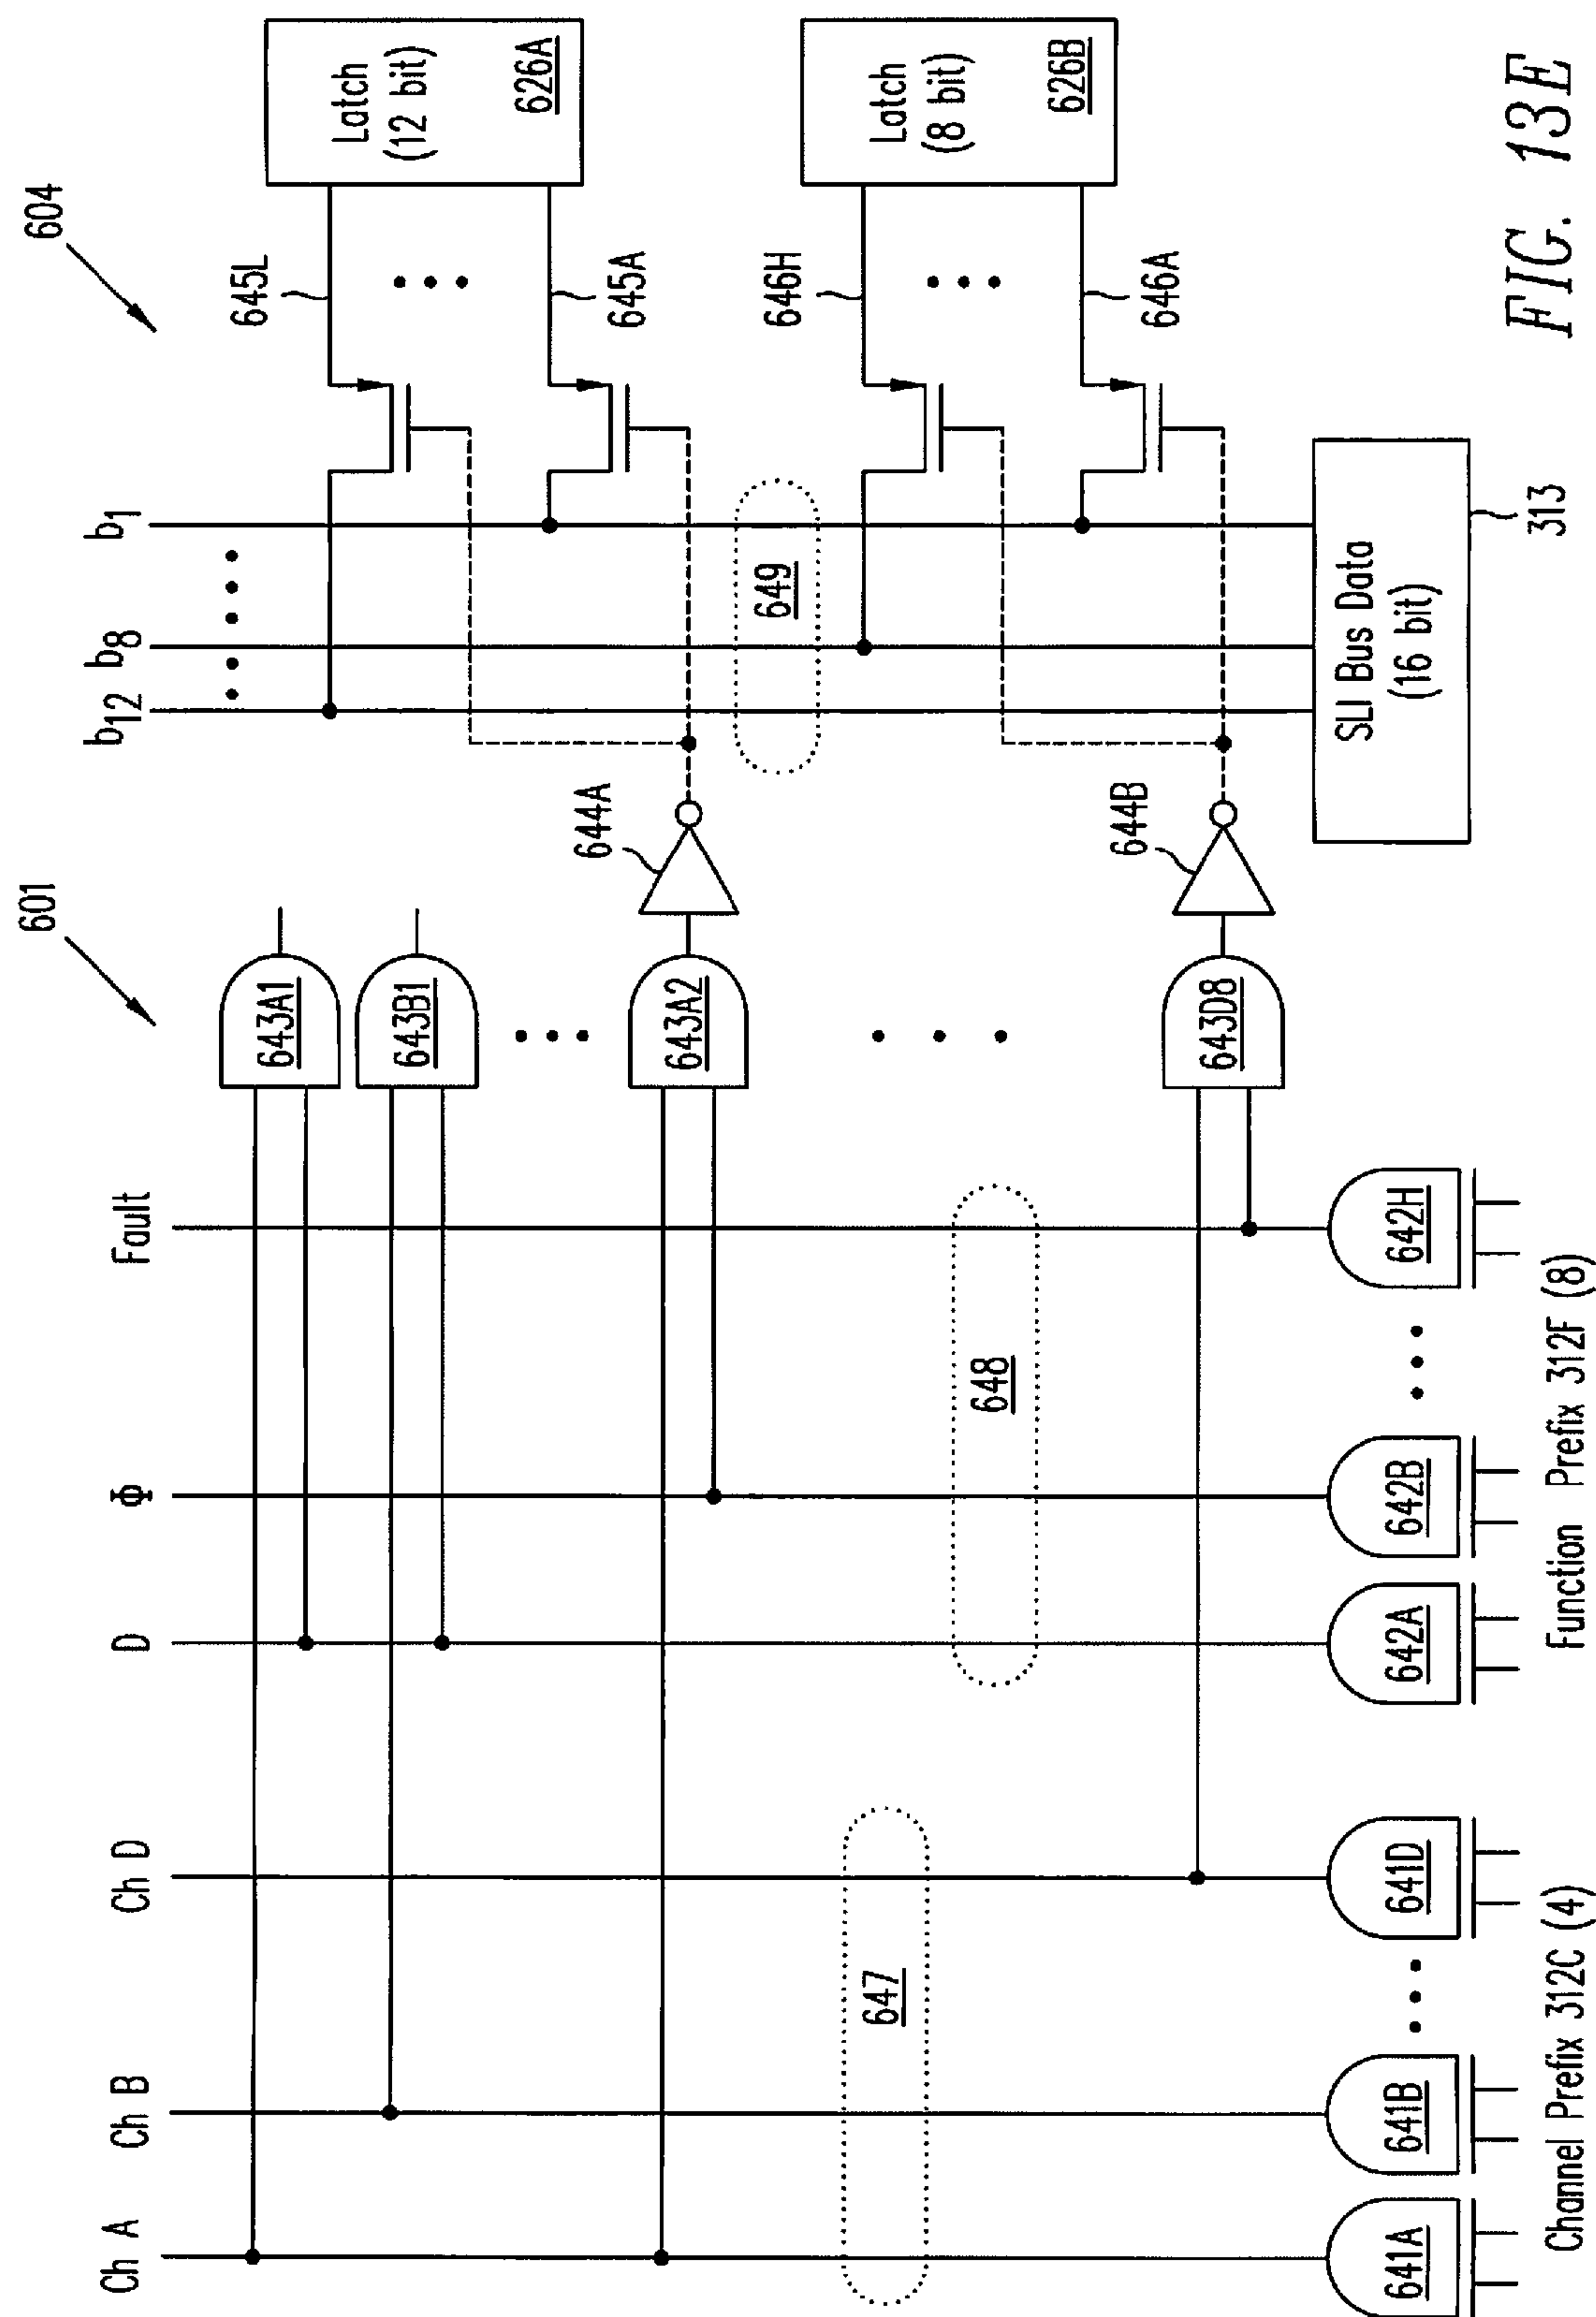 601
604
Ch A
Ch B
Ch D
D
Φ
Fault
b12
b8
b1
643A1
643B1
643A2
643D8
644A
644B
645L
645A
646H
646A
Latch
(12 bit)
626A
Latch
(8 bit)
626B
647
648
649
641A
641B
641D
642A
642B
642H
SLI Bus Data
(16 bit)
313
Channel Prefix 312C (4)
Function Prefix 312F (8)
FIG. 13E